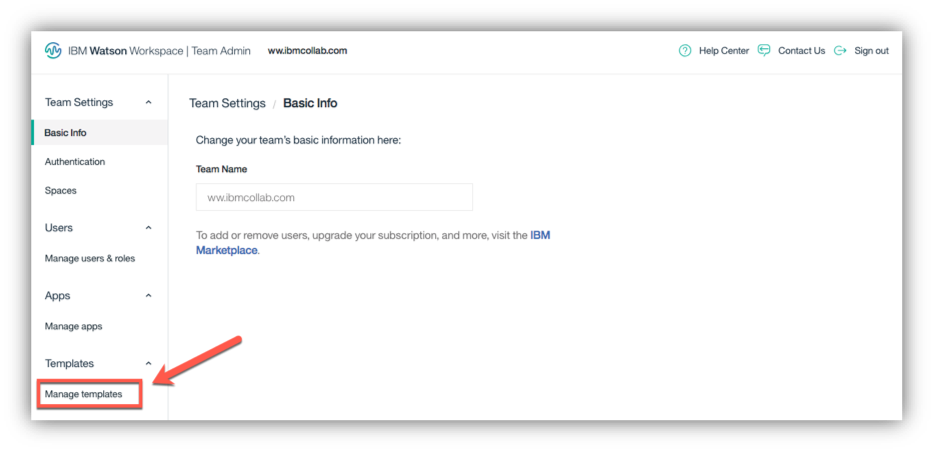 IBM Watson Workspace | Team Admin ww.ibmcollab.com Help Center Contact Us Sign out
Team Settings
Basic Info
Authentication
Spaces
Users
Manage users & roles
Apps
Manage apps
Templates
Manage templates
Team Settings / Basic Info
Change your team's basic information here:
Team Name
ww.ibmcollab.com
To add or remove users, upgrade your subscription, and more, visit the IBM
Marketplace.